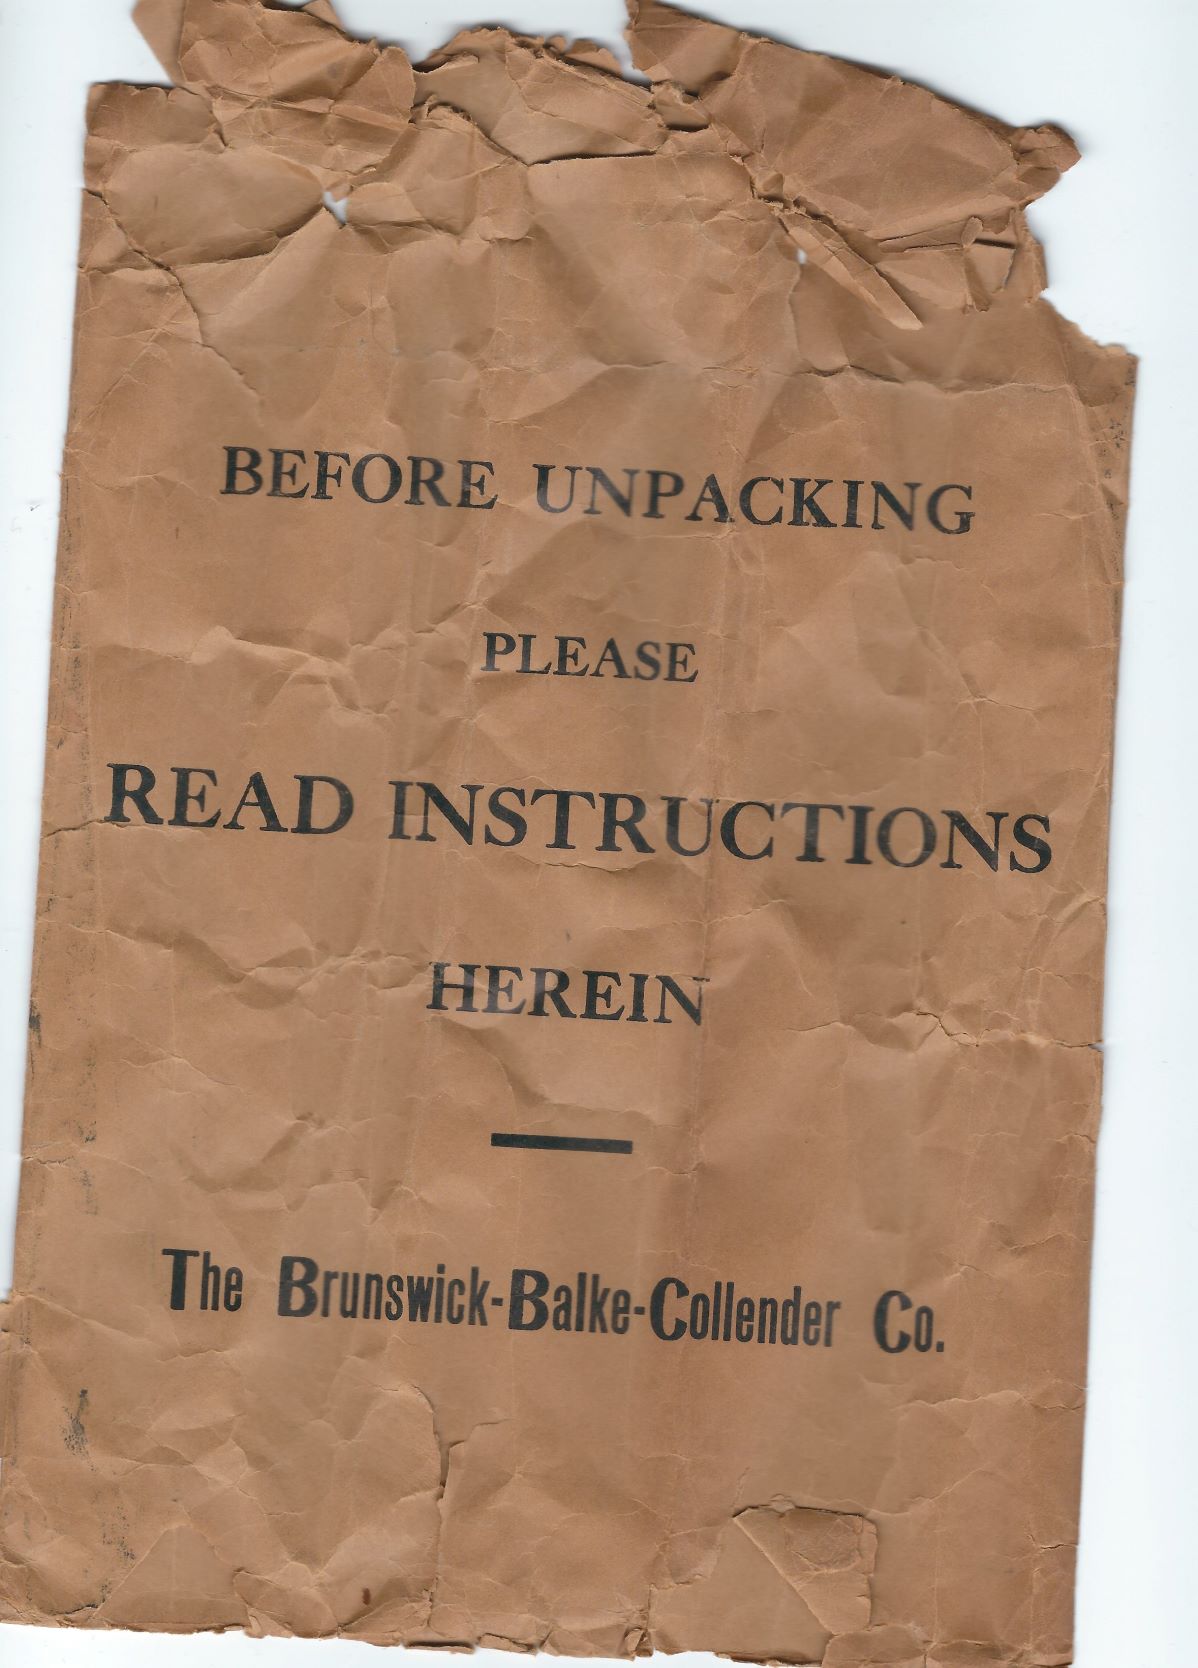 BEFORE UNPACKING
PLEASE
READ INSTRUCTIONS
HEREIN
The Brunswick-Balke-Collender Co.